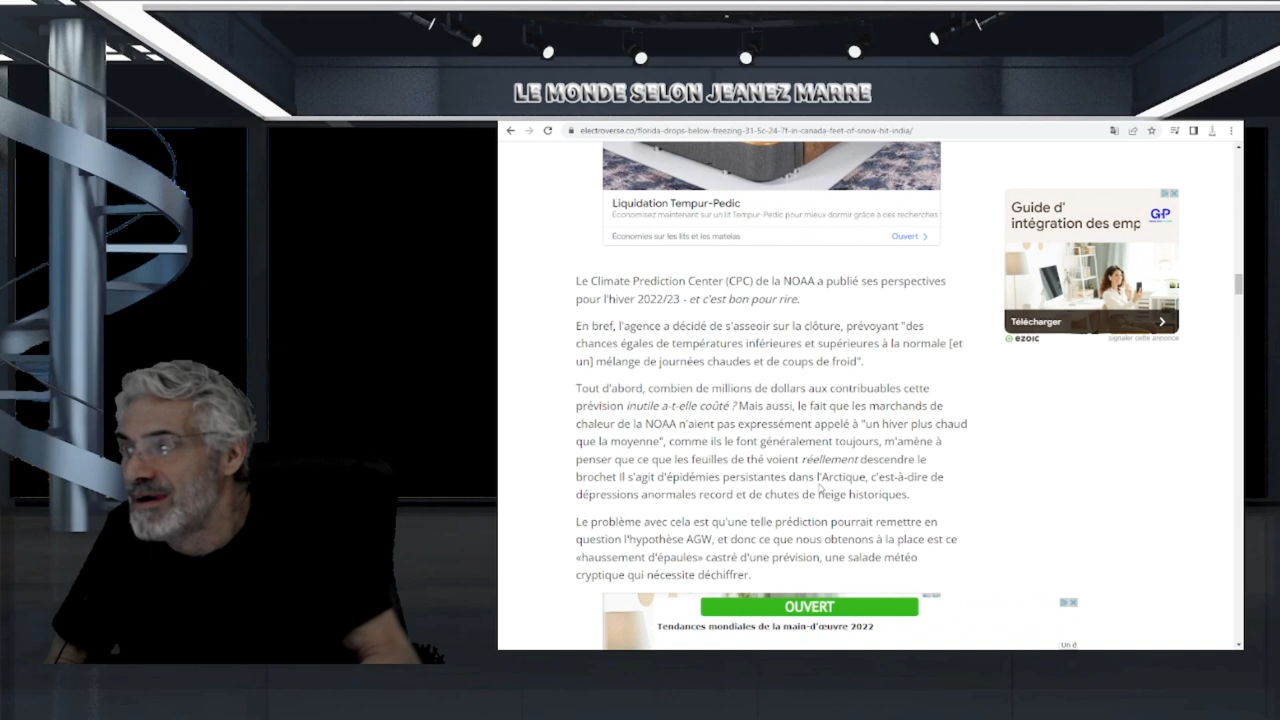 LE MONDE SELON JEANEZ MARRE
electroverse.co/florida-drops-below-freezing-31-5c-24-7f-in-canada-feet-of-snow-hit-india/
Liquidation Tempur-Pedic
Économisez maintenant sur un lit Tempur-Pedic pour mieux dormir grâce à ces recherches
Économies sur les lits et les matelas
Ouvert
Guide d'
intégration des emp
GP
Télécharger
ezoic
signaler cette annonce
Le Climate Prediction Center (CPC) de la NOAA a publié ses perspectives
pour l'hiver 2022/23 - et c'est bon pour rire.
En bref, l'agence a décidé de s'asseoir sur la clôture, prévoyant "des
chances égales de températures inférieures et supérieures à la normale [et
un] mélange de journées chaudes et de coups de froid".
Tout d'abord, combien de millions de dollars aux contribuables cette
prévision inutile a-t-elle coûté ? Mais aussi, le fait que les marchands de
chaleur de la NOAA n'aient pas expressément appelé à "un hiver plus chaud
que la moyenne", comme ils le font généralement toujours, m'amène à
penser que ce que les feuilles de thé voient réellement descendre le
brochet Il s'agit d'épidémies persistantes dans l'Arctique, c'est-à-dire de
dépressions anormales record et de chutes de neige historiques.
Le problème avec cela est qu'une telle prédiction pourrait remettre en
question l'hypothèse AGW, et donc ce que nous obtenons à la place est ce
«haussement d'épaules» castré d'une prévision, une salade météo
cryptique qui nécessite déchiffrer.
OUVERT
Tendances mondiales de la main-d'œuvre 2022
Un d